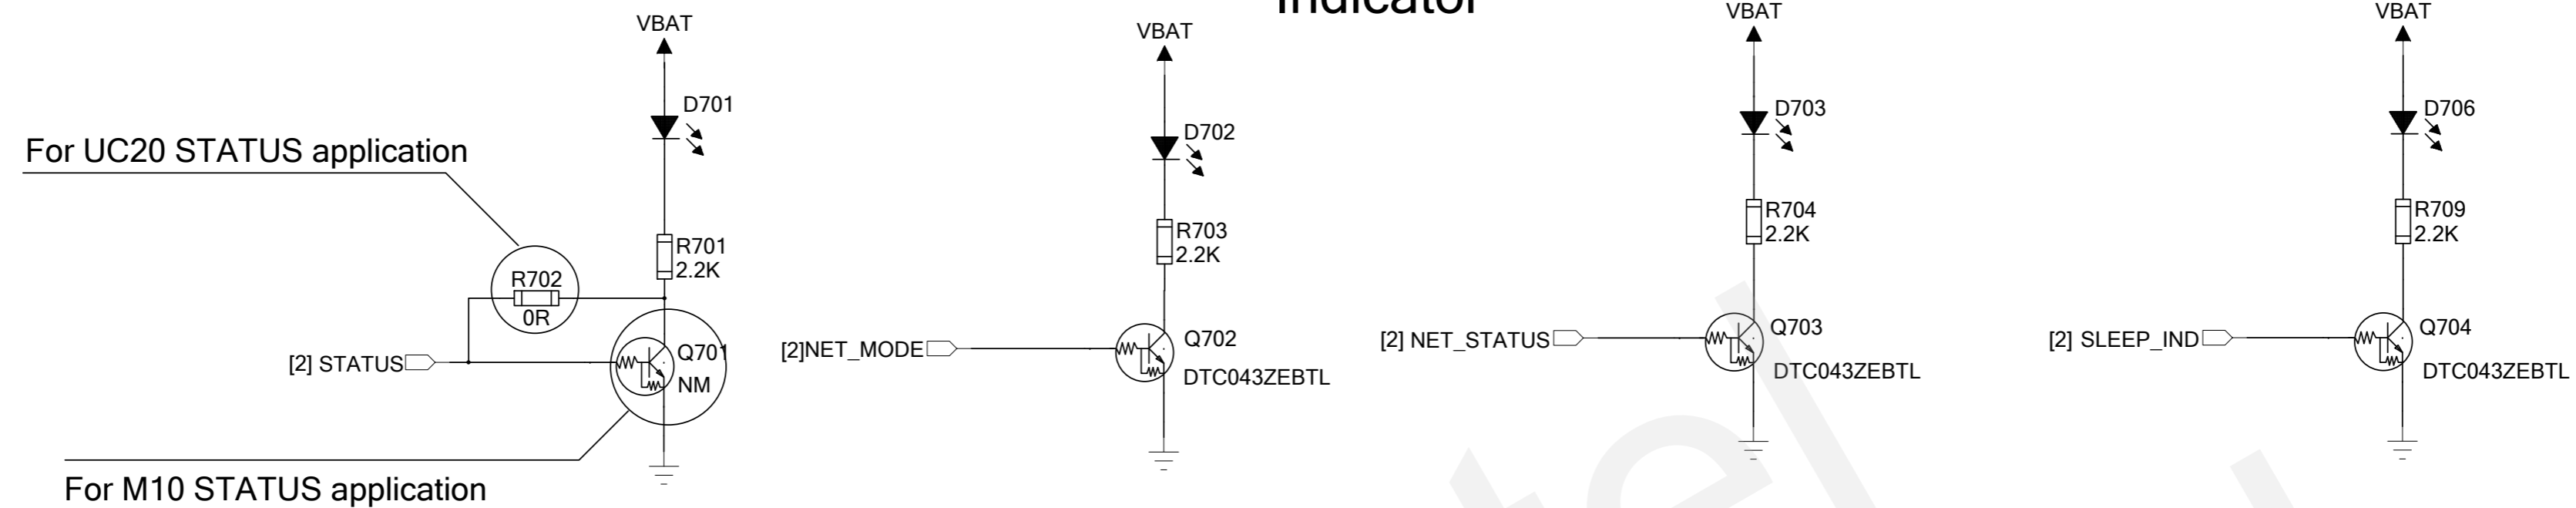 Indicator
VBAT
D701
For UC20 STATUS application
R701
2.2K
R702
0R
[2] STATUS
Q701
NM
For M10 STATUS application
VBAT
D702
R703
2.2K
[2]NET_MODE
Q702
DTC043ZEBTL
VBAT
D703
R704
2.2K
[2] NET_STATUS
Q703
DTC043ZEBTL
VBAT
D706
R709
2.2K
[2] SLEEP_IND
Q704
DTC043ZEBTL